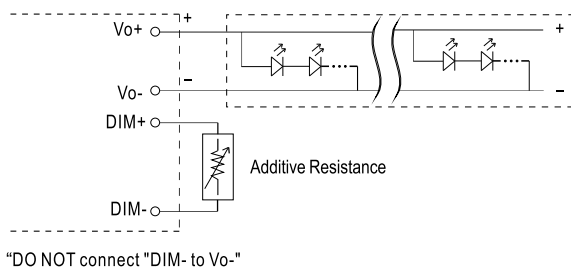 Vo+
+
+
−
Vo-
−
DIM+
Additive Resistance
DIM-
“DO NOT connect "DIM- to Vo-"